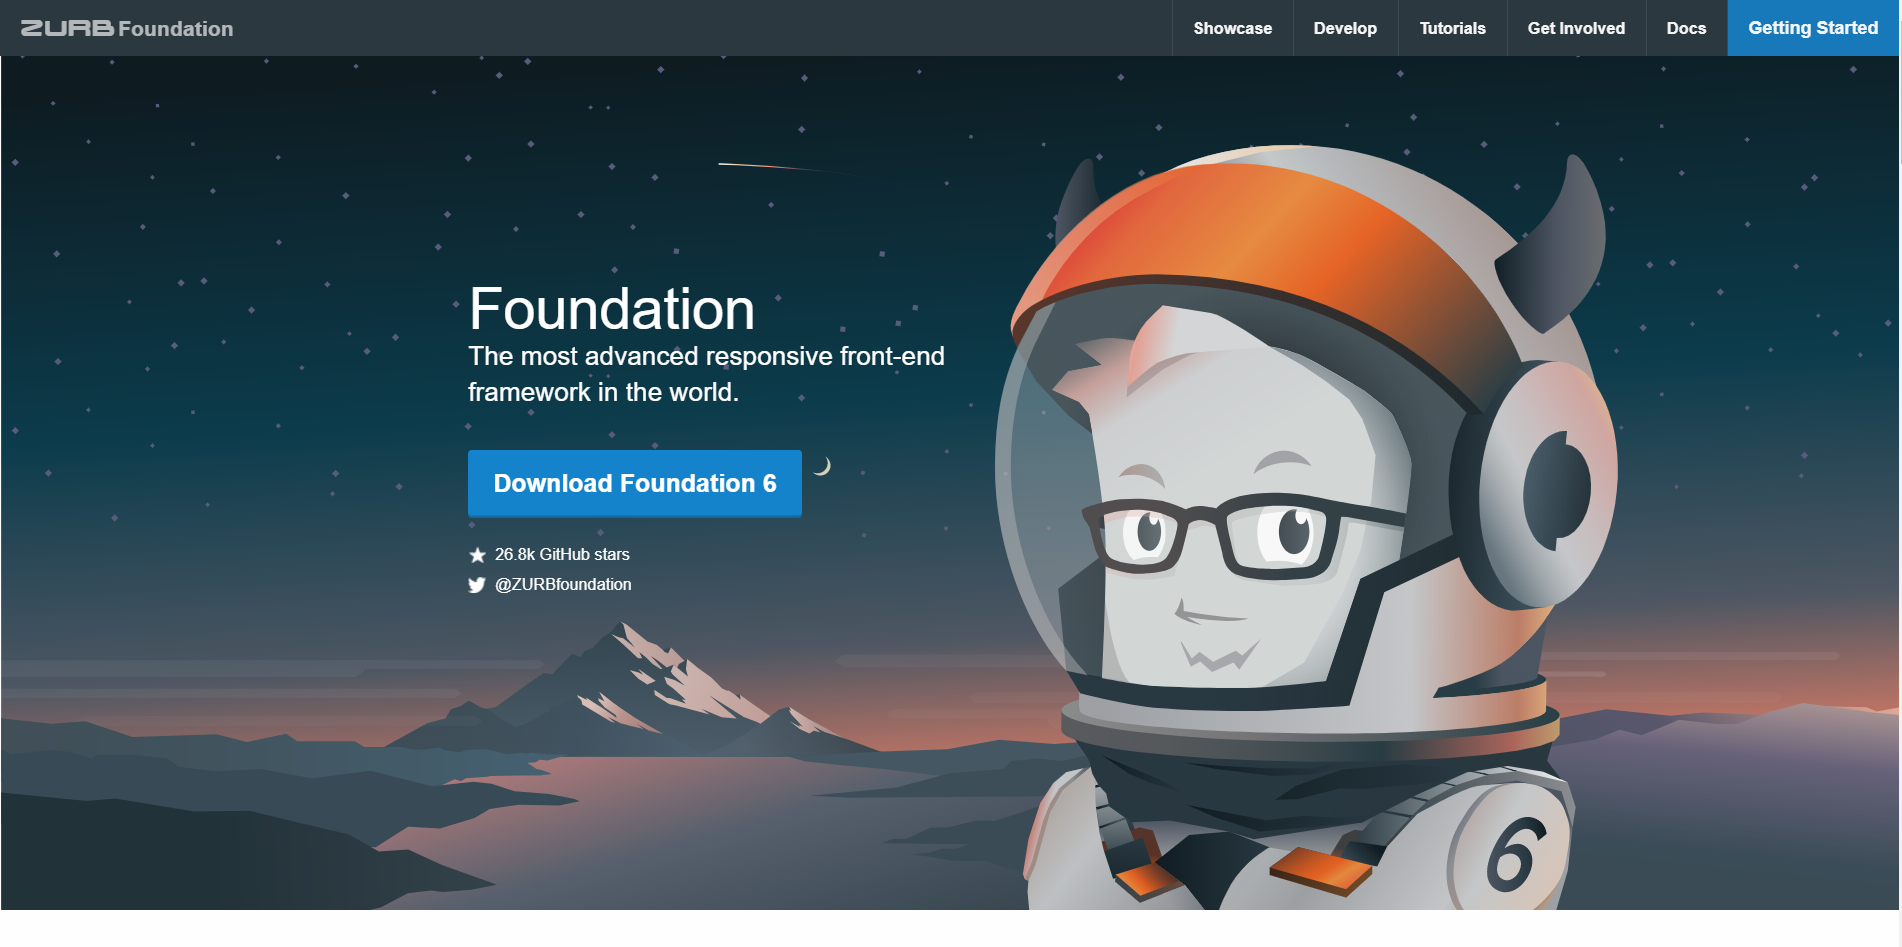 ZURB Foundation
Showcase
Develop
Tutorials
Get Involved
Docs
Getting Started
Foundation
The most advanced responsive front-end
framework in the world.
Download Foundation 6
26.8k GitHub stars
@ZURBfoundation
6